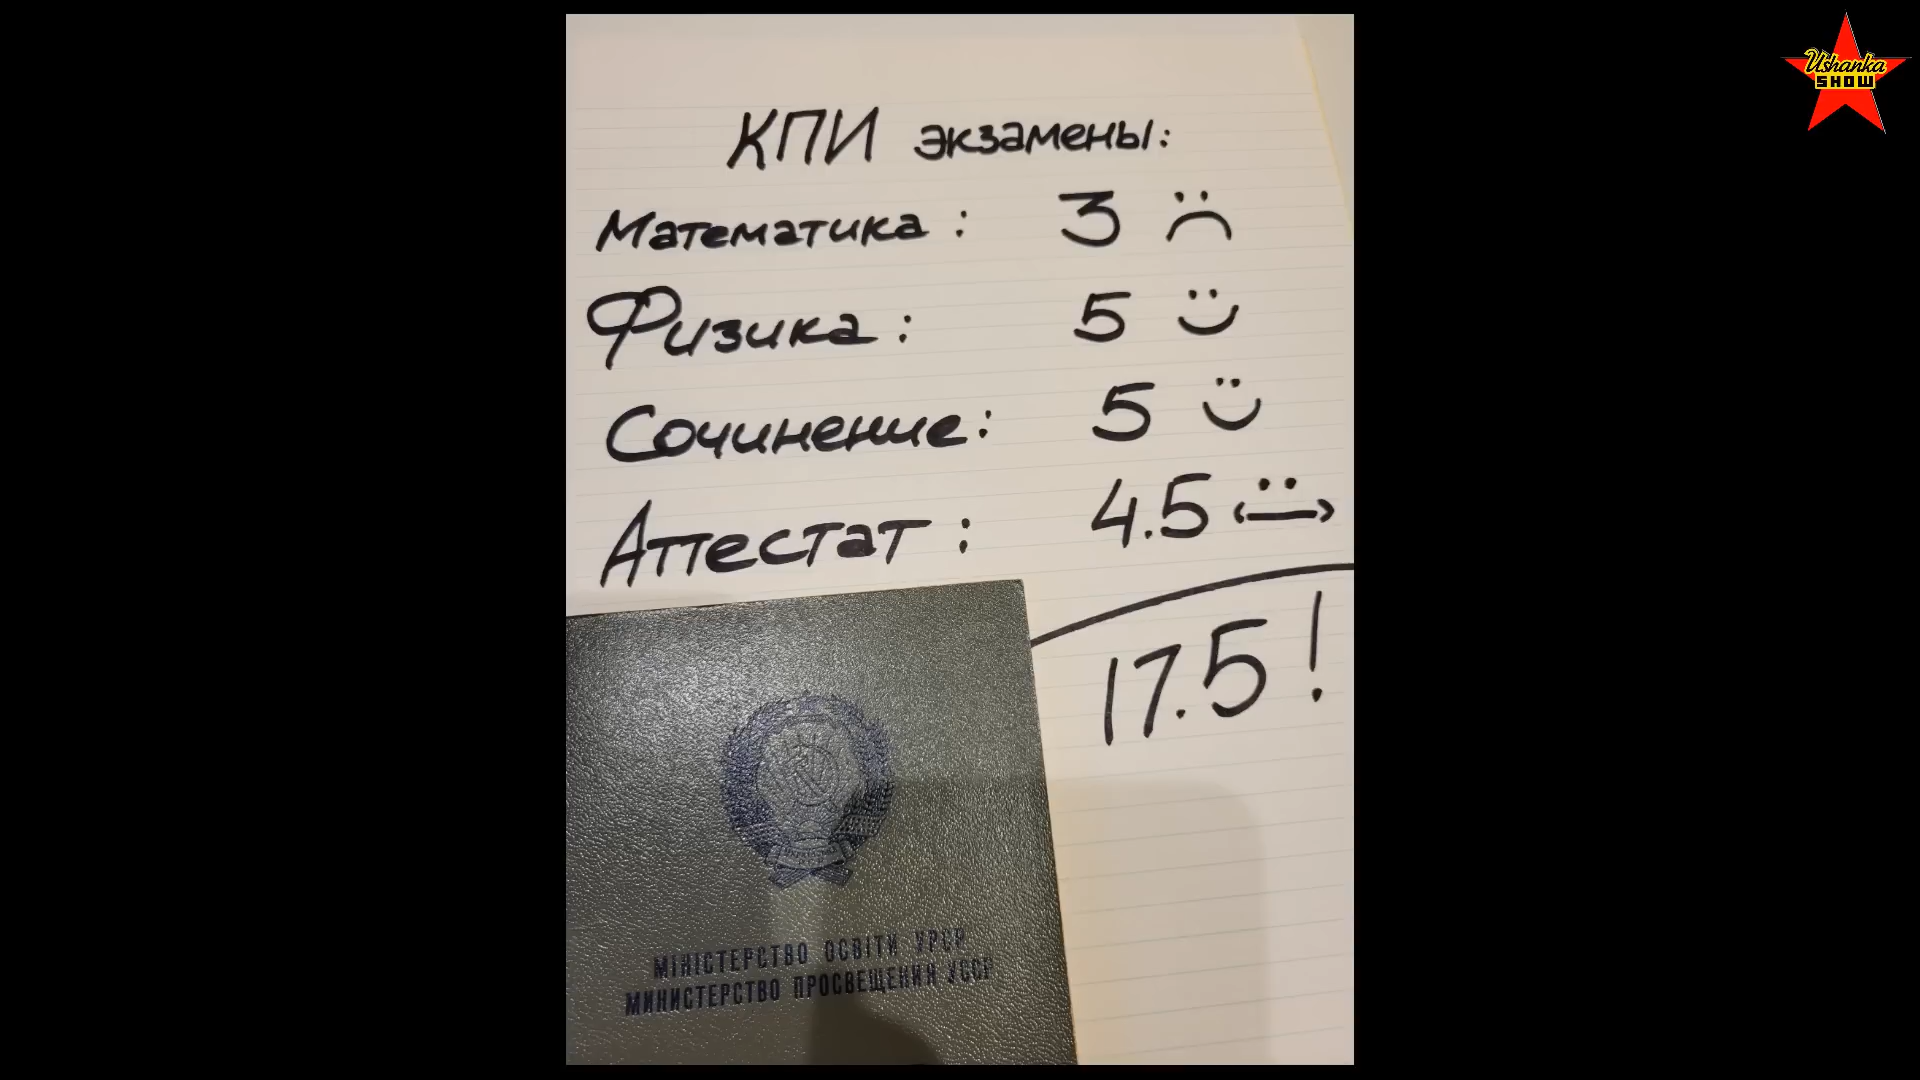 Ushanka
SHOW
КПИ экзамены:
Математика: 3
Физика: 5
Сочинение: 5
Аттестат: 4.5
17.5!
МІНІСТЕРСТВО ОСВІТИ УРСР
МИНИСТЕРСТВО ПРОСВЕЩЕНИЯ УССР